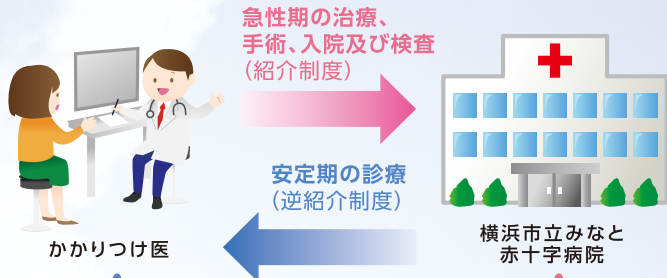 急性期の治療、
手術、入院及び検査
（紹介制度）
安定期の診療
（逆紹介制度）
かかりつけ医
横浜市立みなと
赤十字病院